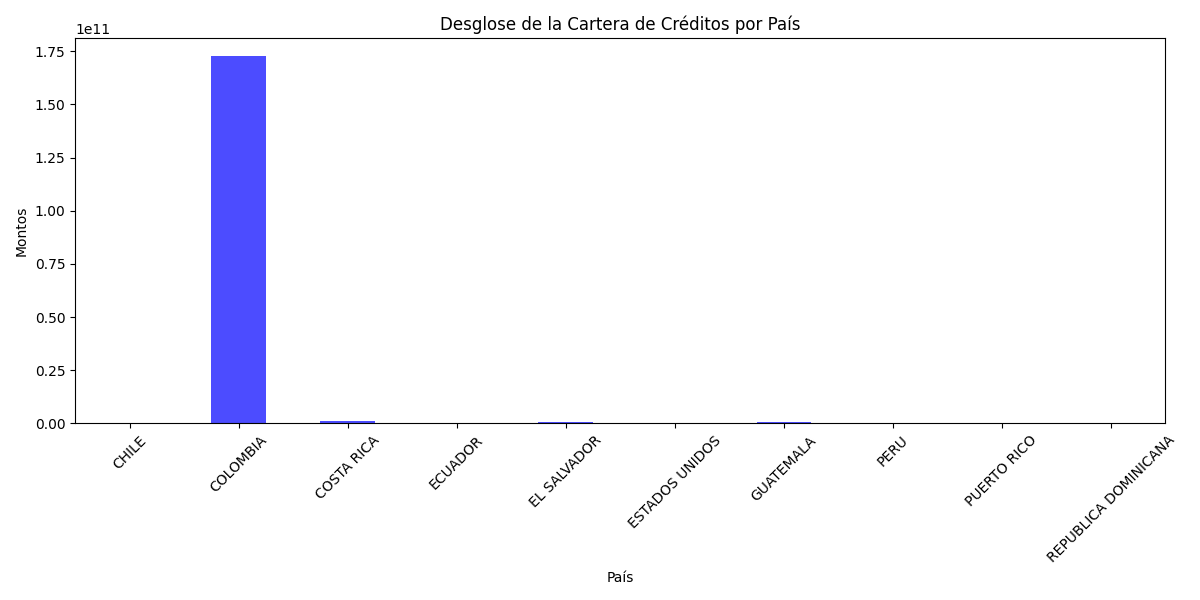 Desglose de la Cartera de Créditos por País
1e11
1.75
1.50
1.25
1.00
0.75
0.50
0.25
0.00
Montos
CHILE
COLOMBIA
COSTA RICA
ECUADOR
EL SALVADOR
ESTADOS UNIDOS
GUATEMALA
PERU
PUERTO RICO
REPUBLICA DOMINICANA
País